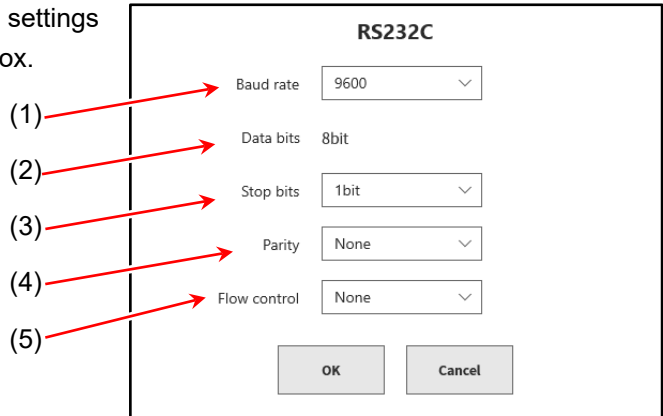 settings
ox.
RS232C
(1)
Baud rate 9600
(2)
Data bits 8bit
(3)
Stop bits 1bit
(4)
Parity None
(5)
Flow control None
OK Cancel